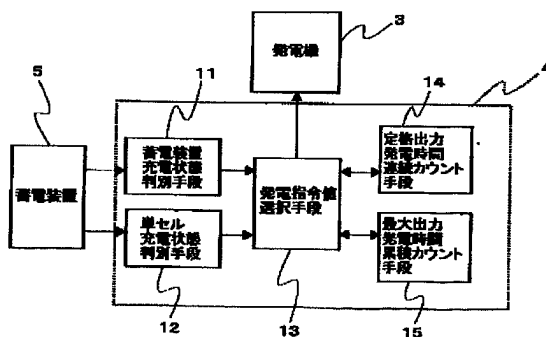 3
発電機
4
5
11
14
蓄電装置
蓄電装置
充電状態
判別手段
発電指令値
選択手段
定格出力
発電時間
連続カウント
手段
単セル
充電状態
判別手段
最大出力
発電時間
累積カウント
手段
12
13
15